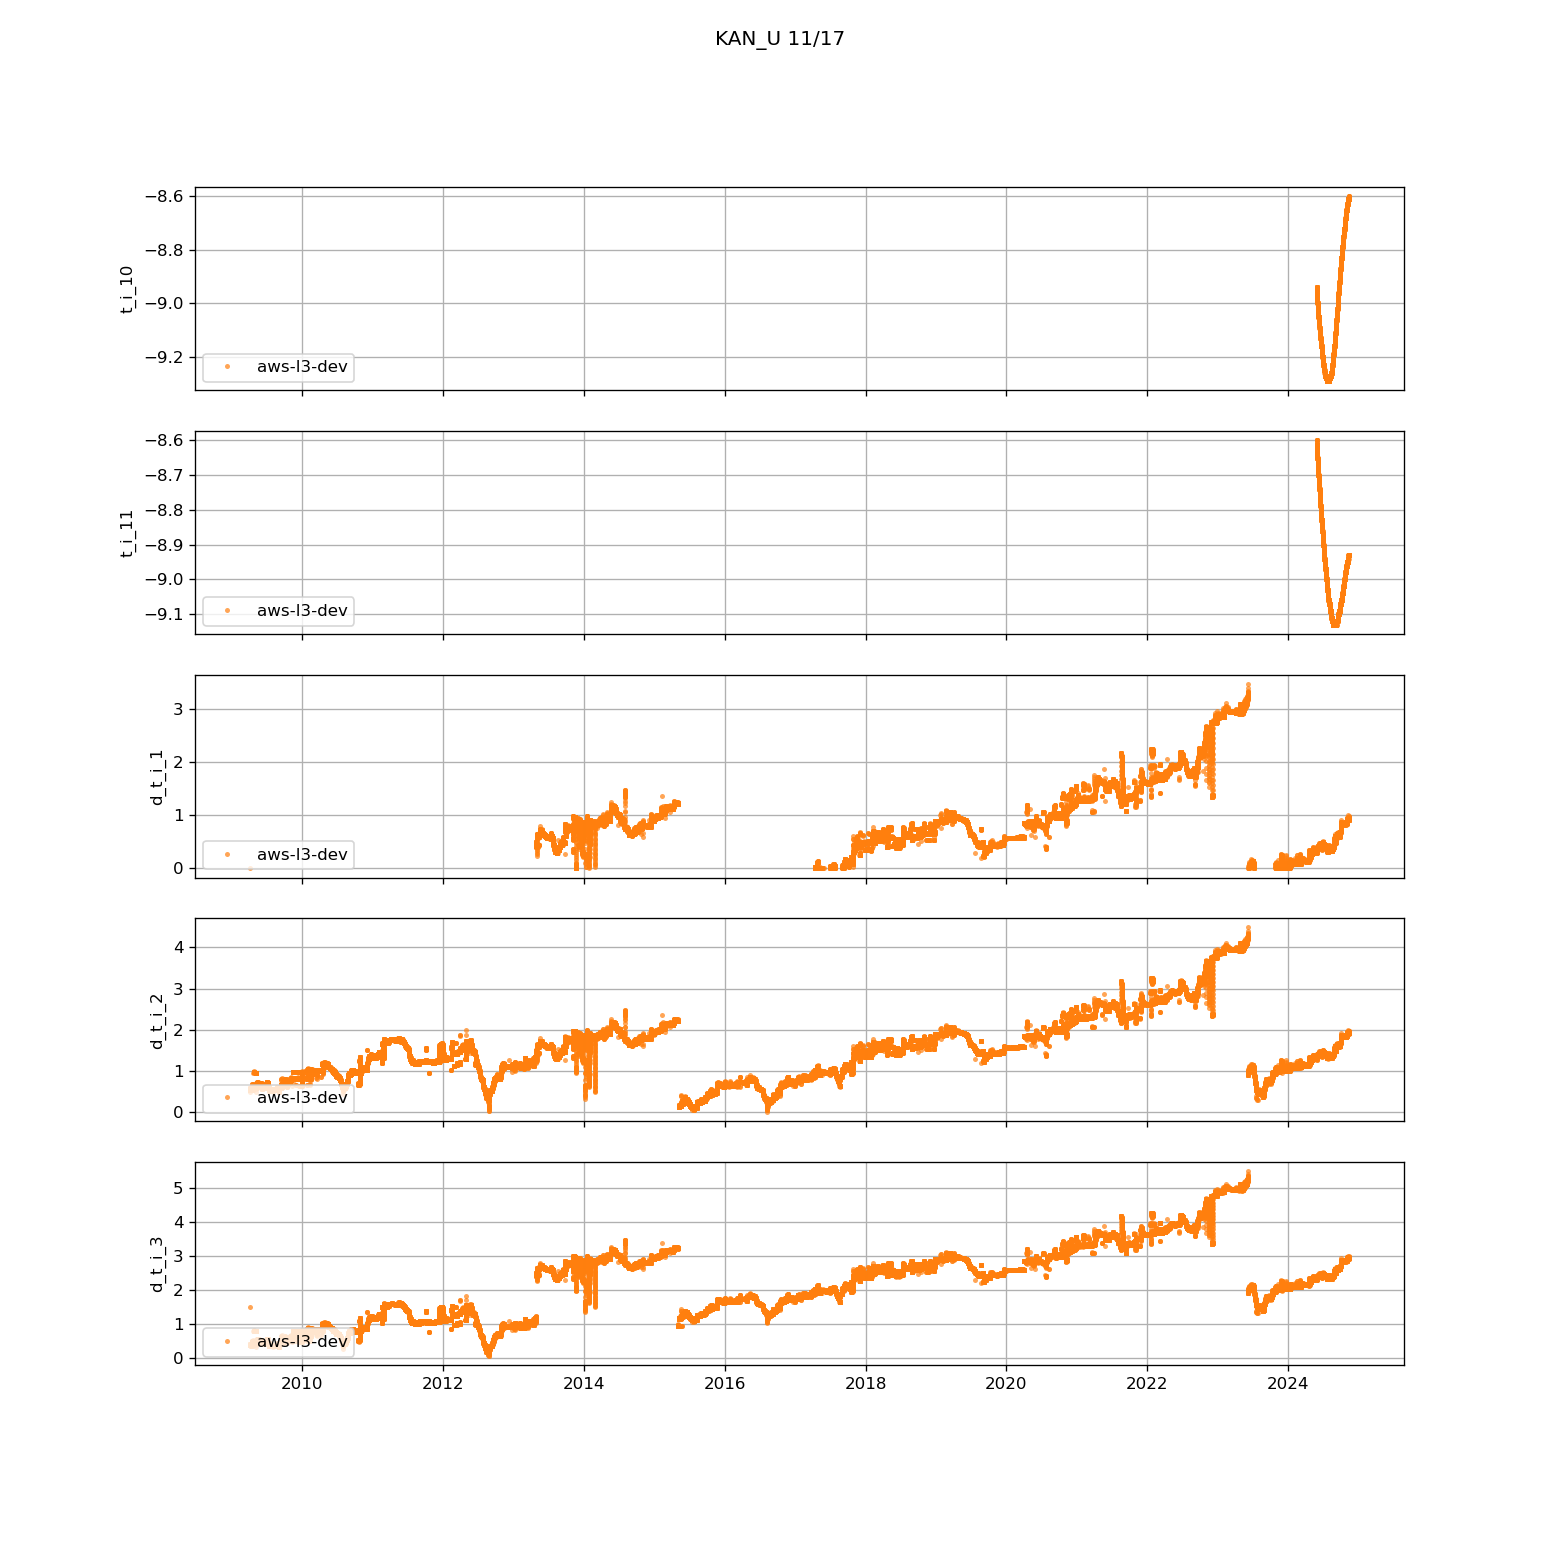 KAN_U 11/17
−8.6
−8.8
−9.0
−9.2
t_i_10
aws-l3-dev
−8.6
−8.7
−8.8
−8.9
−9.0
−9.1
t_i_11
aws-l3-dev
3
2
1
0
d_t_i_1
aws-l3-dev
4
3
2
1
0
d_t_i_2
aws-l3-dev
5
4
3
2
1
0
d_t_i_3
aws-l3-dev
2010 2012 2014 2016 2018 2020 2022 2024